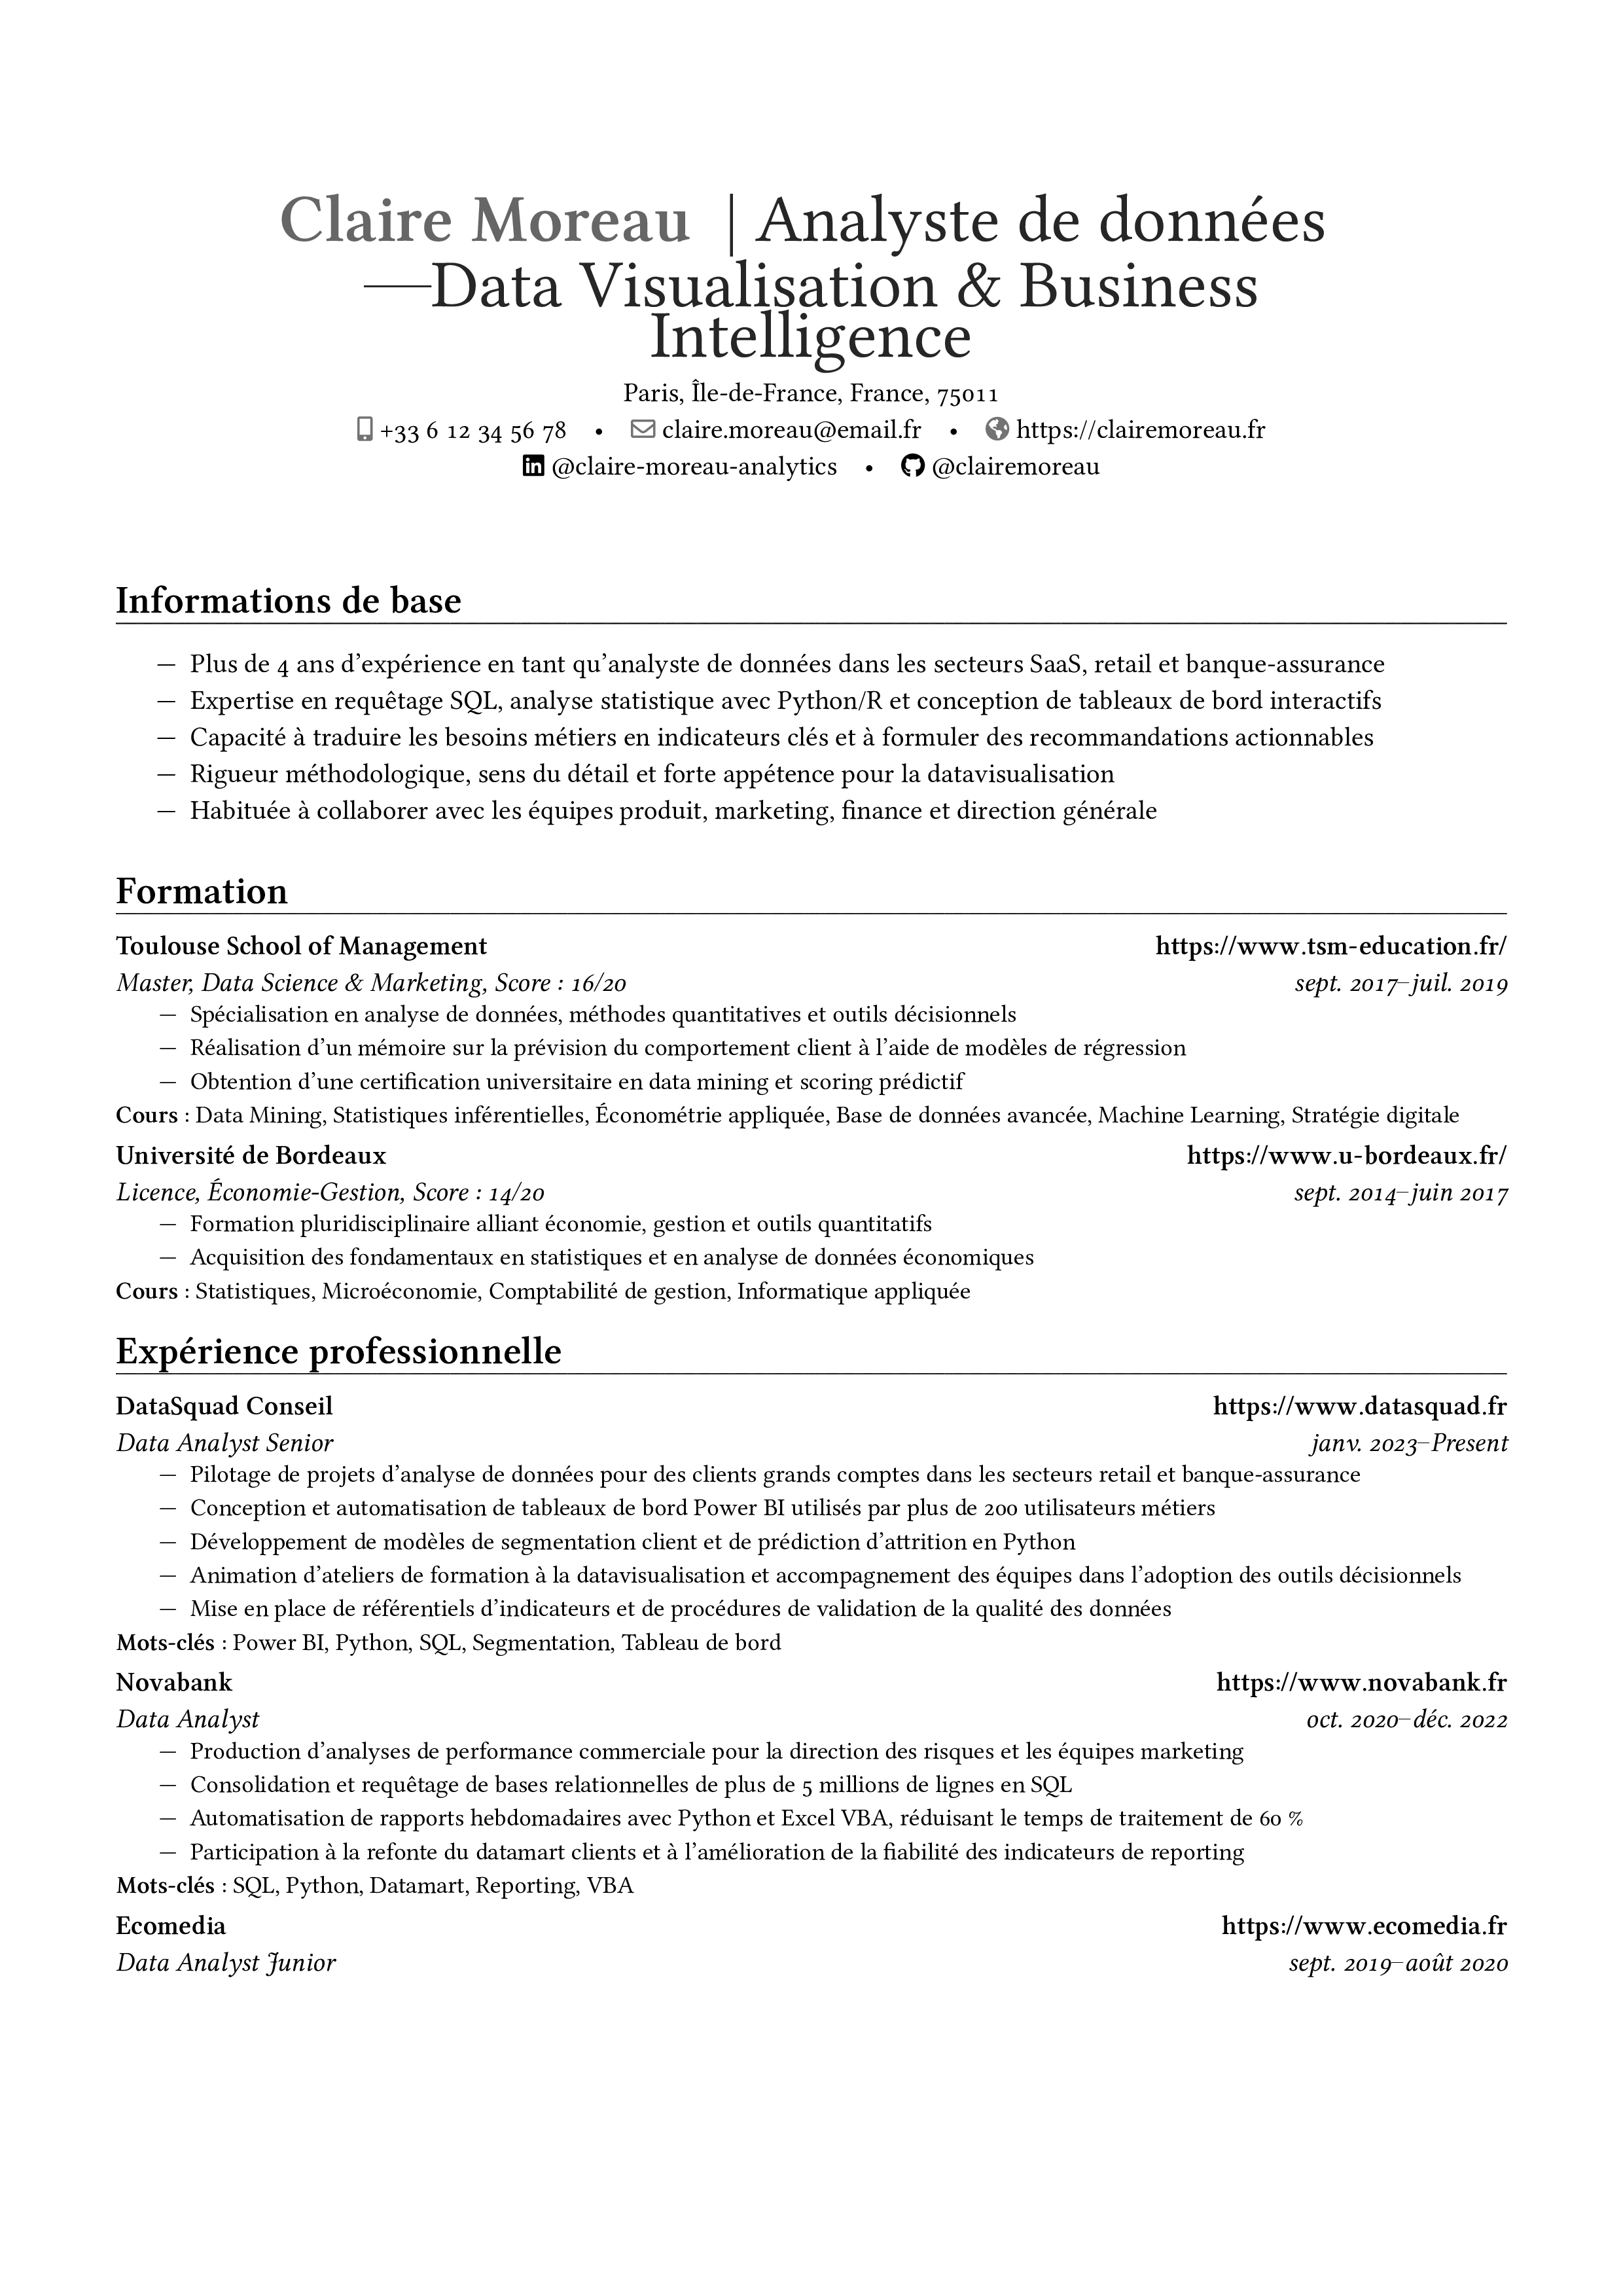 Claire Moreau | Analyste de données
—Data Visualisation & Business
Intelligence
Paris, Île-de-France, France, 75011
+33 6 12 34 56 78 • claire.moreau@email.fr • https://clairemoreau.fr
@claire-moreau-analytics • @clairemoreau
Informations de base
— Plus de 4 ans d’expérience en tant qu’analyste de données dans les secteurs SaaS, retail et banque-assurance
— Expertise en requêtage SQL, analyse statistique avec Python/R et conception de tableaux de bord interactifs
— Capacité à traduire les besoins métiers en indicateurs clés et à formuler des recommandations actionnables
— Rigueur méthodologique, sens du détail et forte appétence pour la datavisualisation
— Habituée à collaborer avec les équipes produit, marketing, finance et direction générale
Formation
Toulouse School of Management https://www.tsm-education.fr/
Master, Data Science & Marketing, Score : 16/20 sept. 2017–juil. 2019
— Spécialisation en analyse de données, méthodes quantitatives et outils décisionnels
— Réalisation d’un mémoire sur la prévision du comportement client à l’aide de modèles de régression
— Obtention d’une certification universitaire en data mining et scoring prédictif
Cours : Data Mining, Statistiques inférentielles, Économétrie appliquée, Base de données avancée, Machine Learning, Stratégie digitale
Université de Bordeaux https://www.u-bordeaux.fr/
Licence, Économie-Gestion, Score : 14/20 sept. 2014–juin 2017
— Formation pluridisciplinaire alliant économie, gestion et outils quantitatifs
— Acquisition des fondamentaux en statistiques et en analyse de données économiques
Cours : Statistiques, Microéconomie, Comptabilité de gestion, Informatique appliquée
Expérience professionnelle
DataSquad Conseil https://www.datasquad.fr
Data Analyst Senior janv. 2023–Present
— Pilotage de projets d’analyse de données pour des clients grands comptes dans les secteurs retail et banque-assurance
— Conception et automatisation de tableaux de bord Power BI utilisés par plus de 200 utilisateurs métiers
— Développement de modèles de segmentation client et de prédiction d’attrition en Python
— Animation d’ateliers de formation à la datavisualisation et accompagnement des équipes dans l’adoption des outils décisionnels
— Mise en place de référentiels d’indicateurs et de procédures de validation de la qualité des données
Mots-clés : Power BI, Python, SQL, Segmentation, Tableau de bord
Novabank https://www.novabank.fr
Data Analyst oct. 2020–déc. 2022
— Production d’analyses de performance commerciale pour la direction des risques et les équipes marketing
— Consolidation et requêtage de bases relationnelles de plus de 5 millions de lignes en SQL
— Automatisation de rapports hebdomadaires avec Python et Excel VBA, réduisant le temps de traitement de 60 %
— Participation à la refonte du datamart clients et à l’amélioration de la fiabilité des indicateurs de reporting
Mots-clés : SQL, Python, Datamart, Reporting, VBA
Ecomedia https://www.ecomedia.fr
Data Analyst Junior sept. 2019–août 2020